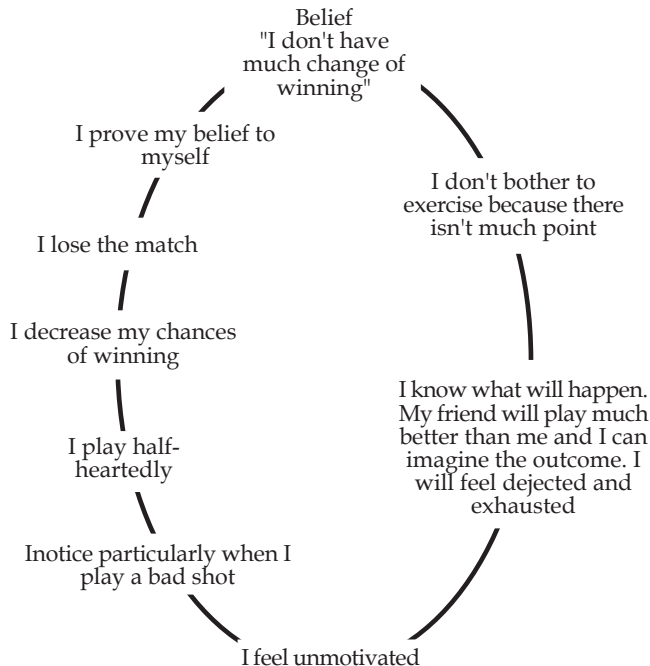 Belief
"I don't have
much change of
winning"
I don't bother to
exercise because there
isn't much point
I know what will happen.
My friend will play much
better than me and I can
imagine the outcome. I
will feel dejected and
exhausted
I feel unmotivated
Inotice particularly when I
play a bad shot
I play half-
heartedly
I decrease my chances
of winning
I lose the match
I prove my belief to
myself